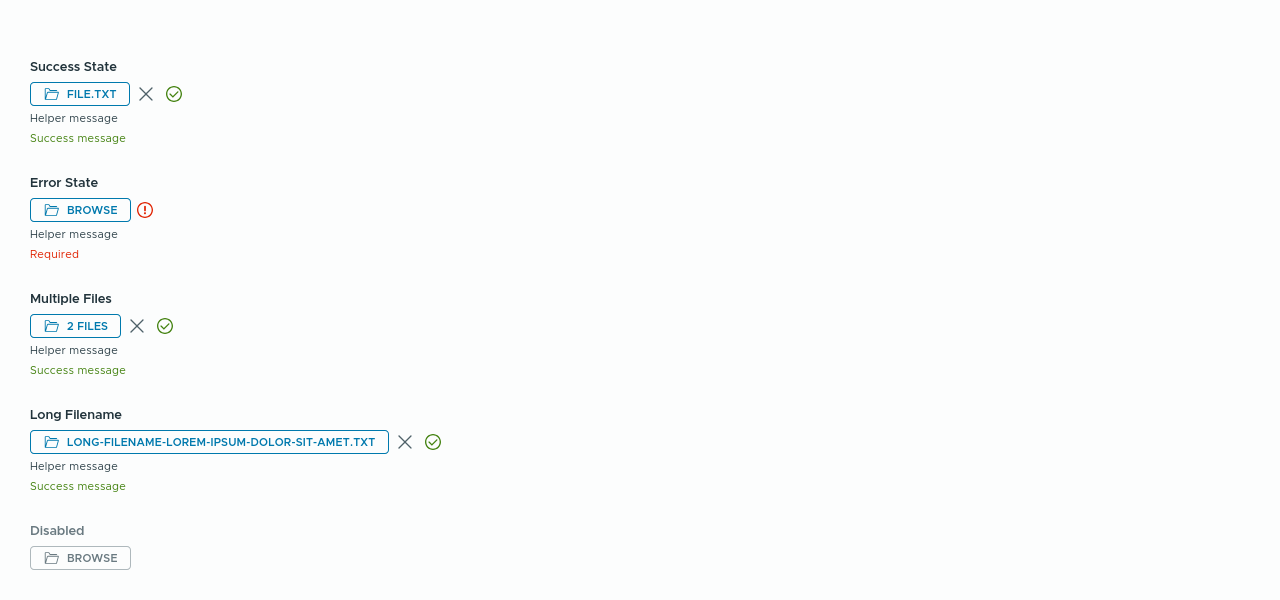 Success State
FILE.TXT
Helper message
Success message
Error State
BROWSE
Helper message
Required
Multiple Files
2 FILES
Helper message
Success message
Long Filename
LONG-FILENAME-LOREM-IPSUM-DOLOR-SIT-AMET.TXT
Helper message
Success message
Disabled
BROWSE